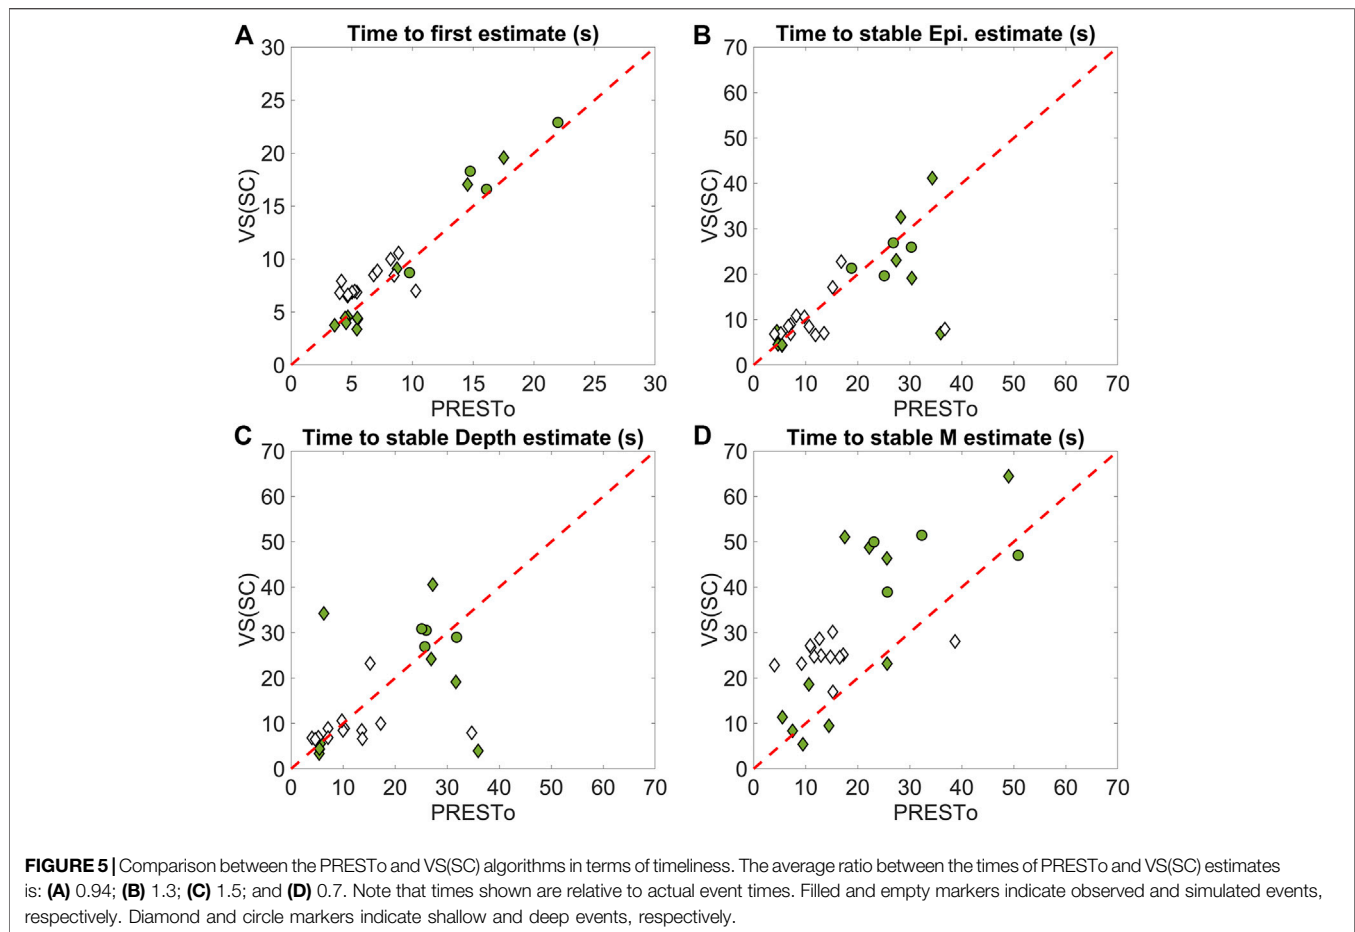 A Time to first estimate (s)
30
25
20
15
10
5
0
VS(SC)
0 5 10 15 20 25 30
PRESTo
B Time to stable Epi. estimate (s)
70
60
50
40
30
20
10
0
VS(SC)
0 10 20 30 40 50 60 70
PRESTo
C Time to stable Depth estimate (s)
70
60
50
40
30
20
10
0
VS(SC)
0 10 20 30 40 50 60 70
PRESTo
D Time to stable M estimate (s)
70
60
50
40
30
20
10
0
VS(SC)
0 10 20 30 40 50 60 70
PRESTo
FIGURE 5 | Comparison between the PRESTo and VS(SC) algorithms in terms of timeliness. The average ratio between the times of PRESTo and VS(SC) estimates
is: (A) 0.94; (B) 1.3; (C) 1.5; and (D) 0.7. Note that times shown are relative to actual event times. Filled and empty markers indicate observed and simulated events,
respectively. Diamond and circle markers indicate shallow and deep events, respectively.